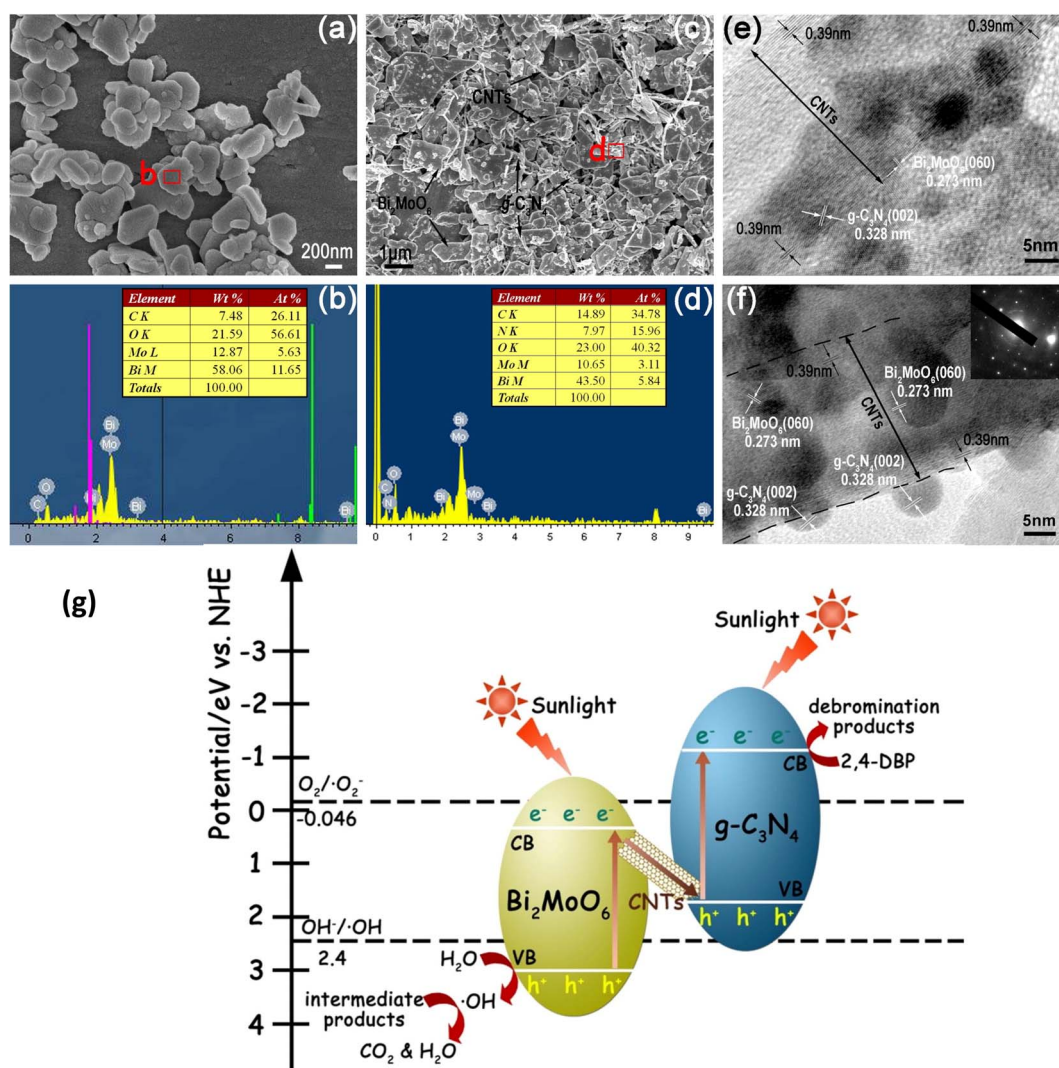 (a)
b
200nm
(c)
CNTs
d
Bi₂MoO₆
g-C₃N₄
1μm
(e)
0.39nm
0.39nm
CNTs
Bi₂MoO₆(060)
0.273 nm
g-C₃N₄(002)
0.328 nm
0.39nm
5nm
(b)
Element Wt % At %
C K 7.48 26.11
O K 21.59 56.61
Mo L 12.87 5.63
Bi M 58.06 11.65
Totals 100.00
Bi
Mo
O
C
Bi
Bi
Bi
0 2 4 6 8
(d)
Element Wt % At %
C K 14.89 34.78
N K 7.97 15.96
O K 23.00 40.32
Mo M 10.65 3.11
Bi M 43.50 5.84
Totals 100.00
Bi
Mo
O
C
N
Bi
Mo
Bi
Bi
0 1 2 3 4 5 6 7 8 9
(f)
0.39nm
CNTs
Bi₂MoO₆(060)
0.273 nm
Bi₂MoO₆(060)
0.273 nm
0.39nm
g-C₃N₄(002)
0.328 nm
g-C₃N₄(002)
0.328 nm
5nm
(g)
Potential/eV vs. NHE
-3
-2
-1
0
1
2
3
4
Sunlight
Sunlight
debromination
products
2,4-DBP
e⁻ e⁻ e⁻
CB
g-C₃N₄
VB
h⁺ h⁺ h⁺
O₂/·O₂⁻
-0.046
e⁻ e⁻ e⁻
CB
Bi₂MoO₆
CNTs
OH⁻/·OH
2.4
H₂O
VB
h⁺ h⁺ h⁺
intermediate
products
·OH
CO₂ & H₂O